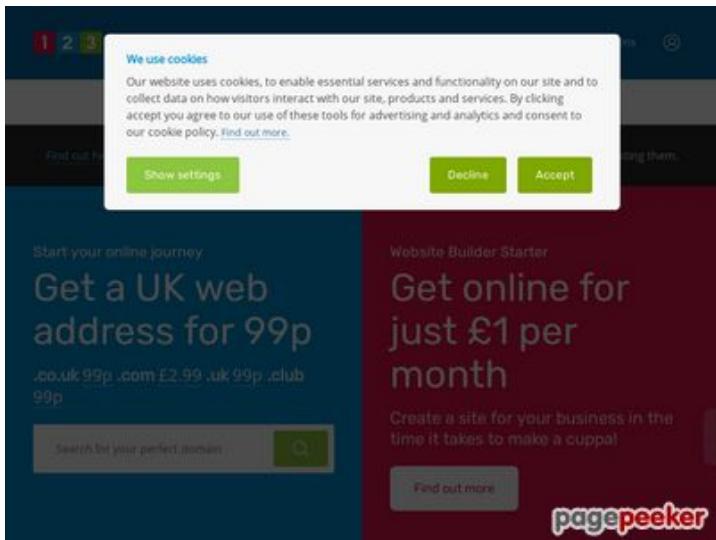 1 2 3
We use cookies
Our website uses cookies, to enable essential services and functionality on our site and to
collect data on how visitors interact with our site, products and services. By clicking
accept you agree to our use of these tools for advertising and analytics and consent to
our cookie policy. Find out more.
Show settings
Decline
Accept
Find out
ting them.
Start your online journey
Get a UK web
address for 99p
.co.uk 99p .com £2.99 .uk 99p .club
99p
Search for your perfect domain
Website Builder Starter
Get online for
just £1 per
month
Create a site for your business in the
time it takes to make a cuppa!
Find out more
pagepeeker